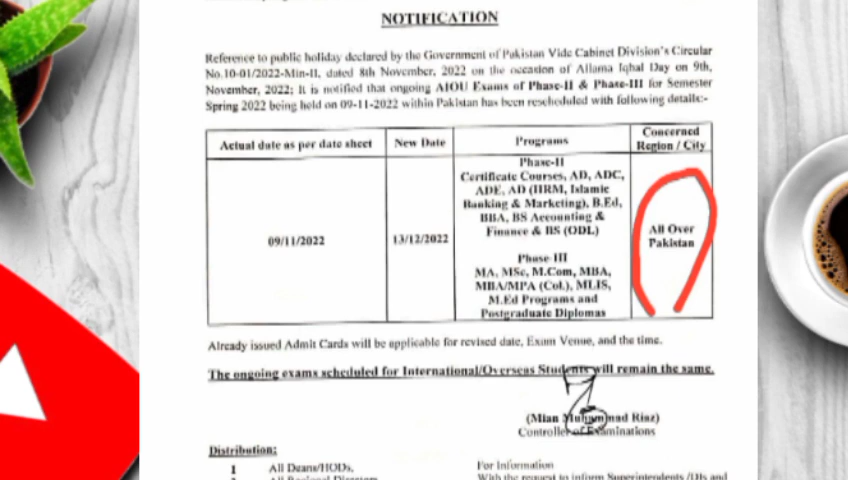 NOTIFICATION
Reference to public holiday declared by the Government of Pakistan Vide Cabinet Division's Circular
No.10-01/2022-Min-II, dated 8th November, 2022 on the occasion of Allama Iqbal Day on 9th,
November, 2022; It is notified that ongoing AIOU Exams of Phase-II & Phase-III for Semester
Spring 2022 being held on 09-11-2022 within Pakistan has been rescheduled with following details:-
Actual date as per date sheet
New Date
Programs
Concerned
Region / City
09/11/2022
13/12/2022
Phase-II
Certificate Courses, AD, ADC,
ADE, AD (HRM, Islamic
Banking & Marketing), B.Ed,
BBA, BS Accounting &
Finance & BS (ODL)
Phase III
MA, MSc, M.Com, MBA,
MBA/MPA (Col.), MLIS,
M.Ed Programs and
Postgraduate Diplomas
All Over
Pakistan
Already issued Admit Cards will be applicable for revised date, Exam Venue, and the time.
The ongoing exams scheduled for International/Overseas Students will remain the same.
(Mian Muhammad Riaz)
Controller of Examinations
Distribution:
1 All Deans/HODs,
All Regional Directors
For Information
With the request to inform Superintendents /DIs and